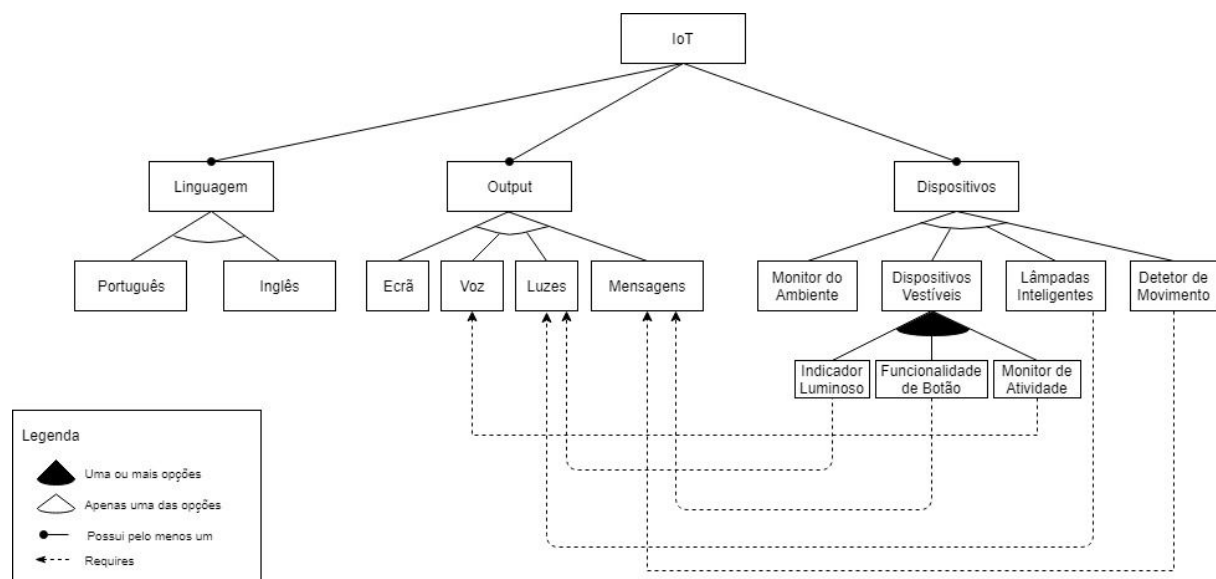 IoT
Linguagem
Output
Dispositivos
Português
Inglês
Ecrã
Voz
Luzes
Mensagens
Monitor do
Ambiente
Dispositivos
Vestíveis
Lâmpadas
Inteligentes
Detetor de
Movimento
Indicador
Luminoso
Funcionalidade
de Botão
Monitor de
Atividade
Legenda
Uma ou mais opções
Apenas uma das opções
Possui pelo menos um
Requires